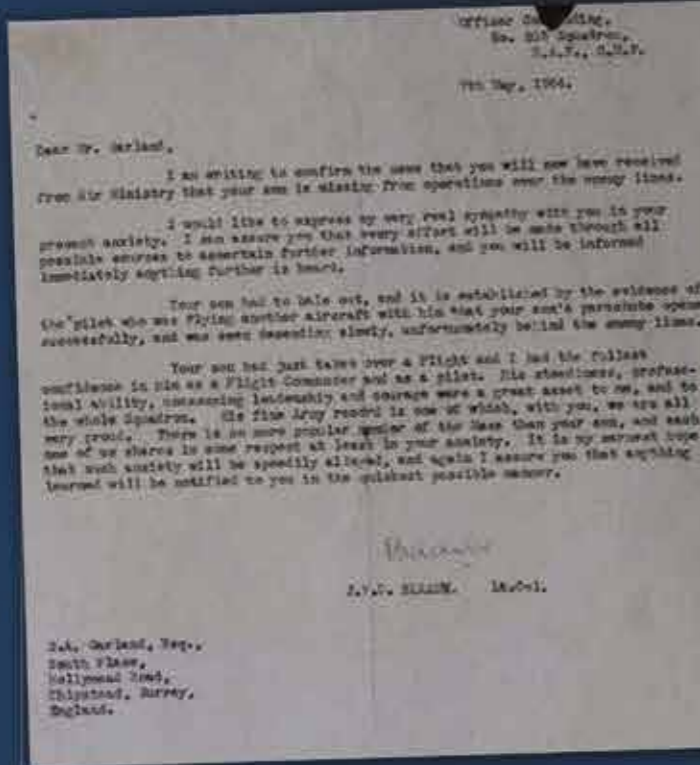 Officer
No. Squadron,
R.A.F., C.M.F.
7th May, 1944.
Dear Mr. Garland,
I am writing to confirm the news that you will now have received
from Air Ministry that your son is missing from operations over the enemy lines.
I would like to express my very real sympathy with you in your
present anxiety. I can assure you that every effort will be made through all
possible sources to ascertain further information, and you will be informed
immediately anything further is heard.
Your son had to bale out, and it is established by the evidence of
the pilot who was flying another aircraft with him that your son's parachute opened
successfully, and was seen descending slowly, unfortunately behind the enemy lines.
Your son had just taken over a Flight and I had the fullest
confidence in him as a Flight Commander and as a pilot. His steadiness, profess-
ional ability, leadership and courage were a great asset to me, and to
the whole Squadron. His fine Army record is one of which, with you, we are all
very proud. There is no more popular member of the Mess than your son, and each
one of us shares in some respect at least in your anxiety. It is my earnest hope
that such anxiety will be speedily allayed, and again I assure you that anything
learned will be notified to you in the quickest possible manner.
Lt.Col.
Garland, Esq.,
South Place,
Hollymead Road,
Chipstead, Surrey,
England.